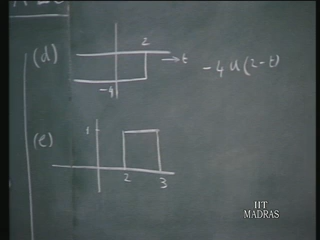 (d)
2
→ t
-4 u(2-t)
-4
(e)
1
2 3
IIT
MADRAS